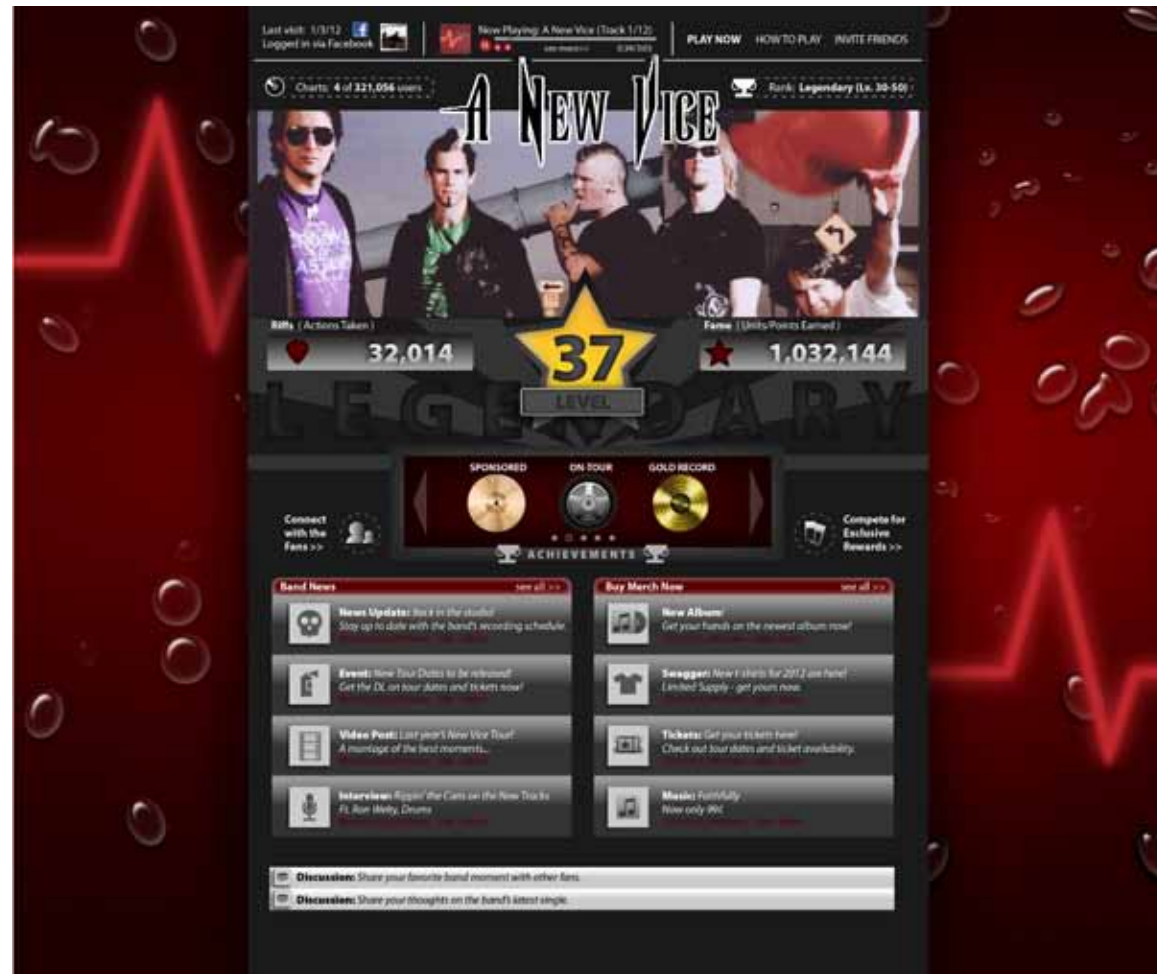 Last visit: 1/3/12
Logged in via Facebook
Now Playing: A New Vice (Track 1/12)
PLAY NOW HOW TO PLAY INVITE FRIENDS
Charts: 4 of 321,056 users
Rank: Legendary (Lv. 30-50)
A NEW VICE
Riffs (Actions Taken)
32,014
Fame (Units/Points Earned)
1,032,144
37
LEVEL
LEGENDARY
SPONSORED ON-TOUR GOLD RECORD
Connect
with the
Fans >>
Compete for
Exclusive
Rewards >>
ACHIEVEMENTS
Band News see all >>
News Update: Back in the studio!
Stay up to date with the band's recording schedule.
Event: New Tour Dates to be released!
Get the DL on tour dates and tickets now!
Video Post: Last year's New Vice Tour!
A montage of the best moments...
Interview: Rippin' the Cans on the New Tracks
Ft. Ron Welty, Drums
Buy Merch Now see all >>
New Album!
Get your hands on the newest album now!
Swagger: New t-shirts for 2012 are here!
Limited Supply - get yours now.
Tickets: Get your tickets here!
Check out tour dates and ticket availability.
Music: Faithfully
Now only 99¢
Discussion: Share your favorite band moment with other fans.
Discussion: Share your thoughts on the band's latest single.